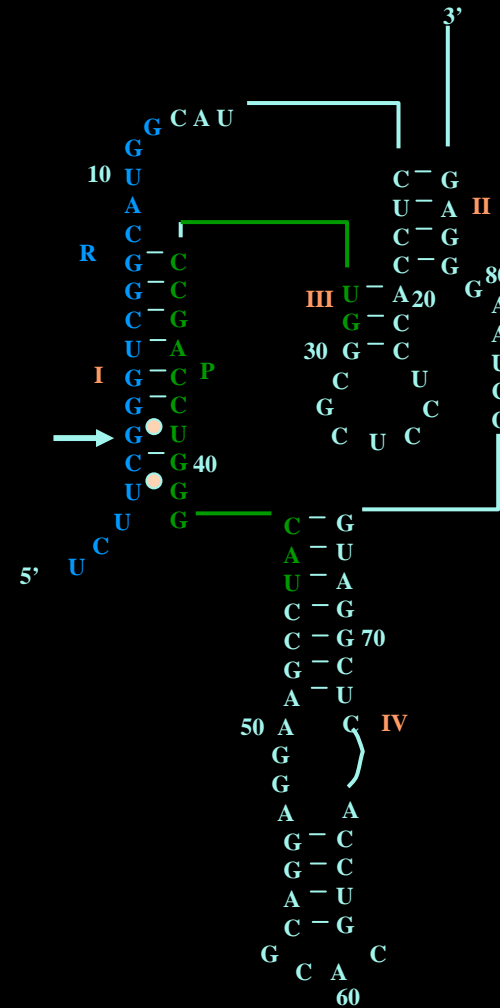 3’
G C A U
G
10 U C G
A U A II
C C G
R G C C G
G 80
G C III U A 20 A
C G G C A
U A 30 G C U
I G C P C U C
G C G C
G U C U C
C G 40
U G
U G C G
C A U
5’ U U A
C G
C G 70
G C
A U
50 A C IV
G
G
A A
G C
G C
A U
C G
G C A C
60